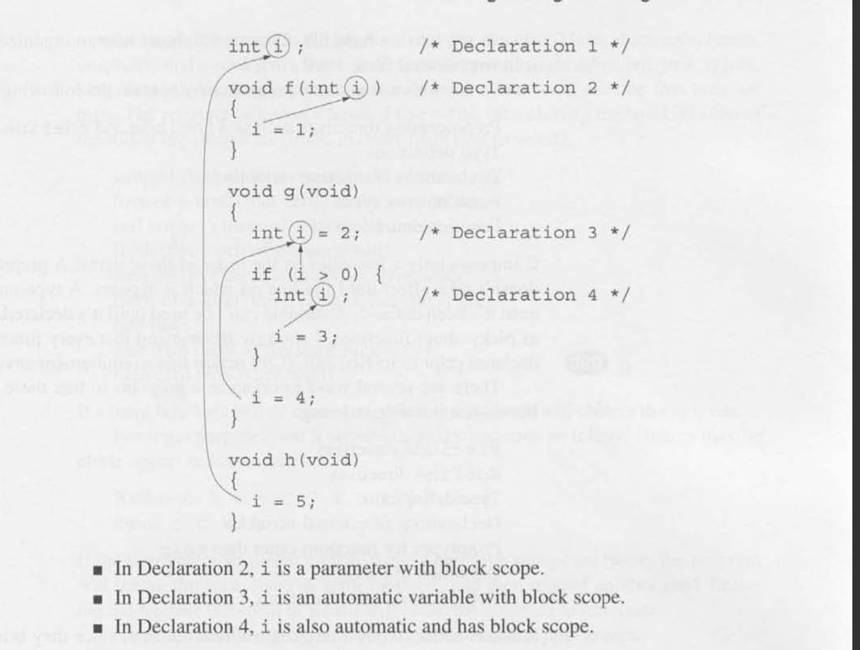 int i ; /* Declaration 1 */
void f(int i )  /* Declaration 2 */
{
i = 1;
}
void g(void)
{
int i = 2; /* Declaration 3 */
if (i > 0) {
int i ; /* Declaration 4 */
i = 3;
}
i = 4;
}
void h(void)
{
i = 5;
}
■ In Declaration 2, i is a parameter with block scope.
■ In Declaration 3, i is an automatic variable with block scope.
■ In Declaration 4, i is also automatic and has block scope.